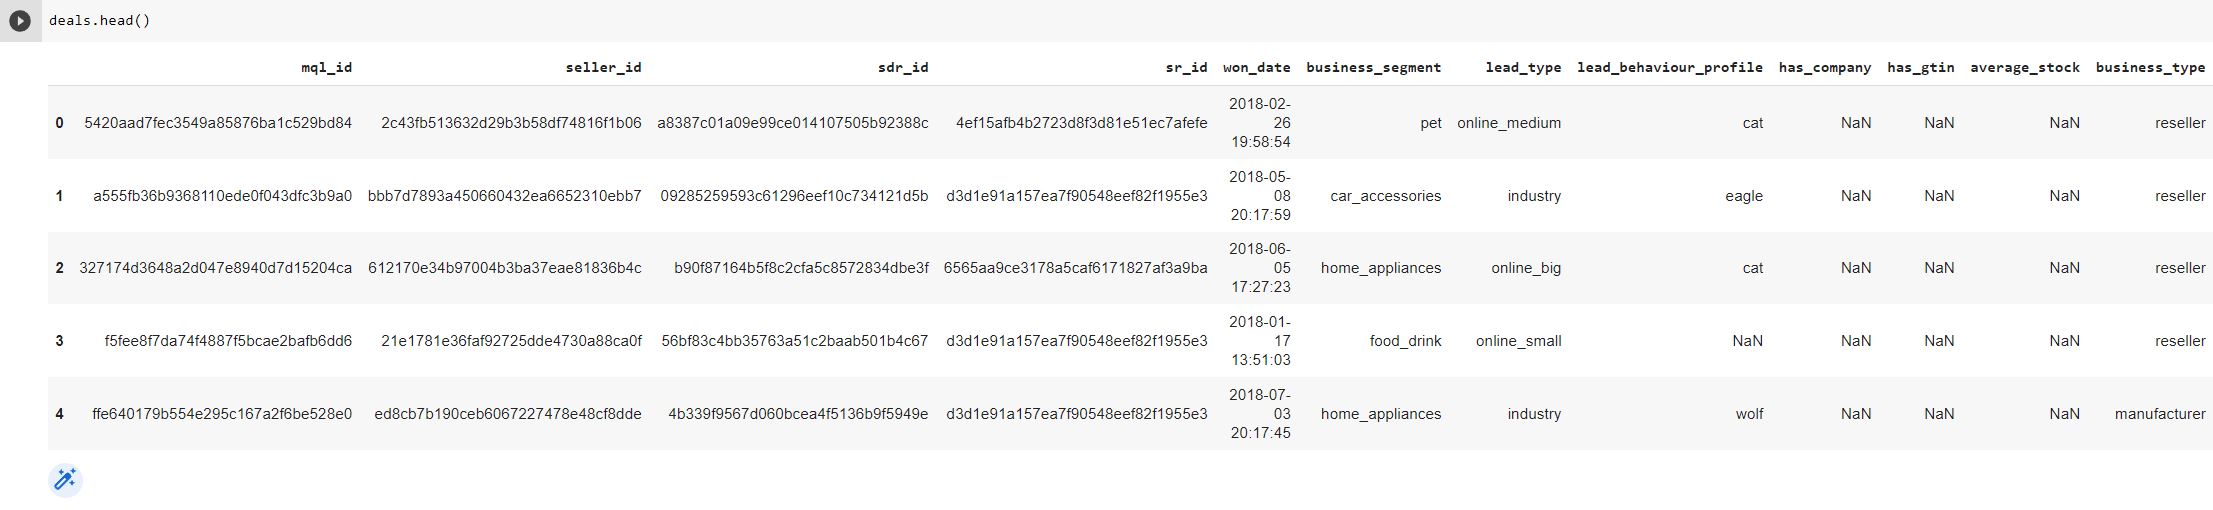 deals.head()
mql_id seller_id sdr_id sr_id won_date business_segment lead_type lead_behaviour_profile has_company has_gtin average_stock business_type
0 5420aad7fec3549a85876ba1c529bd84 2c43fb513632d29b3b58df74816f1b06 a8387c01a09e99ce014107505b92388c 4ef15afb4b2723d8f3d81e51ec7afefe 2018-02-26 19:58:54 pet online_medium cat NaN NaN NaN reseller
1 a555fb36b9368110ede0f043dfc3b9a0 bbb7d7893a450660432ea6652310ebb7 09285259593c61296eef10c734121d5b d3d1e91a157ea7f90548eef82f1955e3 2018-05-08 20:17:59 car_accessories industry eagle NaN NaN NaN reseller
2 327174d3648a2d047e8940d7d15204ca 612170e34b97004b3ba37eae81836b4c b90f87164b5f8c2cfa5c8572834dbe3f 6565aa9ce3178a5caf6171827af3a9ba 2018-06-05 17:27:23 home_appliances online_big cat NaN NaN NaN reseller
3 f5fee8f7da74f4887f5bcae2bafb6dd6 21e1781e36faf92725dde4730a88ca0f 56bf83c4bb35763a51c2baab501b4c67 d3d1e91a157ea7f90548eef82f1955e3 2018-01-17 13:51:03 food_drink online_small NaN NaN NaN NaN reseller
4 ffe640179b554e295c167a2f6be528e0 ed8cb7b190ceb6067227478e48cf8dde 4b339f9567d060bcea4f5136b9f5949e d3d1e91a157ea7f90548eef82f1955e3 2018-07-03 20:17:45 home_appliances industry wolf NaN NaN NaN manufacturer